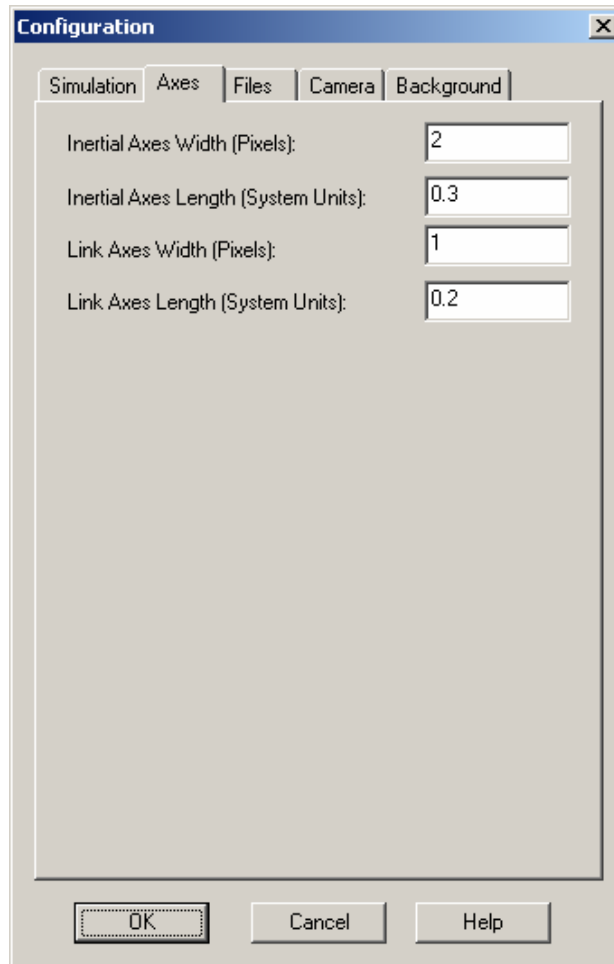 Configuration
Simulation Axes Files Camera Background
Inertial Axes Width (Pixels): 2
Inertial Axes Length (System Units): 0.3
Link Axes Width (Pixels): 1
Link Axes Length (System Units): 0.2
OK Cancel Help